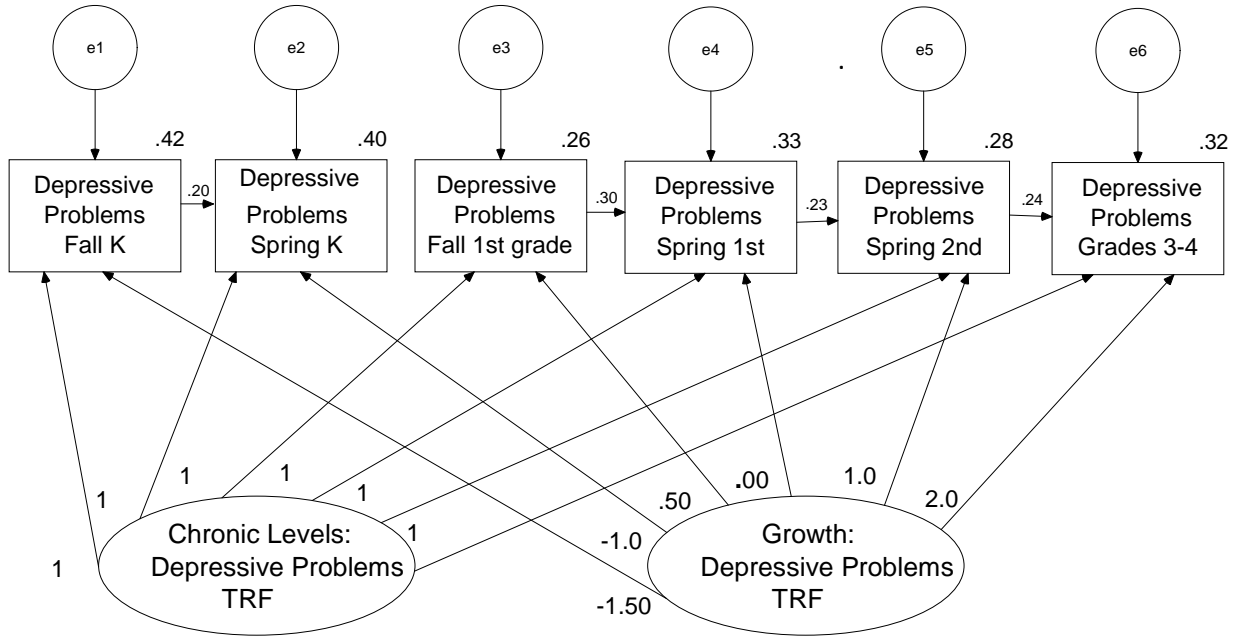 e1
e2
e3
e4
.
e5
e6
.42
.40
.26
.33
.28
.32
Depressive
Problems
Fall K
.20
Depressive
Problems
Spring K
Depressive
Problems
Fall 1st grade
.30
Depressive
Problems
Spring 1st
.23
Depressive
Problems
Spring 2nd
.24
Depressive
Problems
Grades 3-4
1
1
1
1
1
1
Chronic Levels:
Depressive Problems
TRF
-1.50
-1.0
.50
.00
1.0
2.0
Growth:
Depressive Problems
TRF